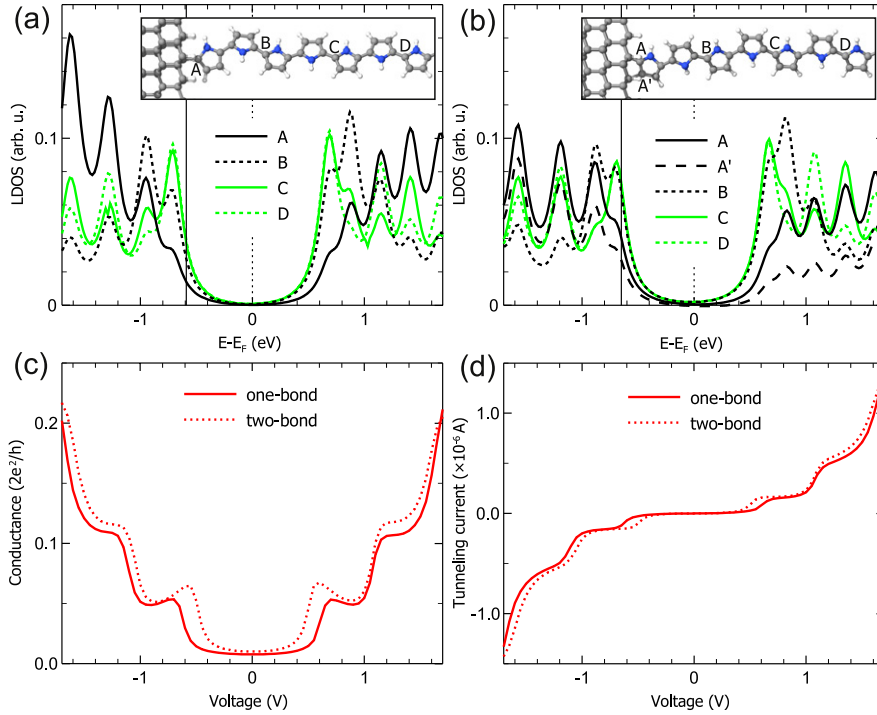 (a)
A B C D
0.1
LDOS (arb. u.)
A
B
C
D
0
-1 0 1
E-E_F (eV)
(b)
A B C D
A'
0.1
LDOS (arb. u.)
A
A'
B
C
D
0
-1 0 1
E-E_F (eV)
(c)
one-bond
two-bond
0.2
0.1
0.0
Conductance (2e²/h)
-1 0 1
Voltage (V)
(d)
one-bond
two-bond
1.0
0.0
-1.0
Tunneling current (×10⁻⁶ A)
-1 0 1
Voltage (V)